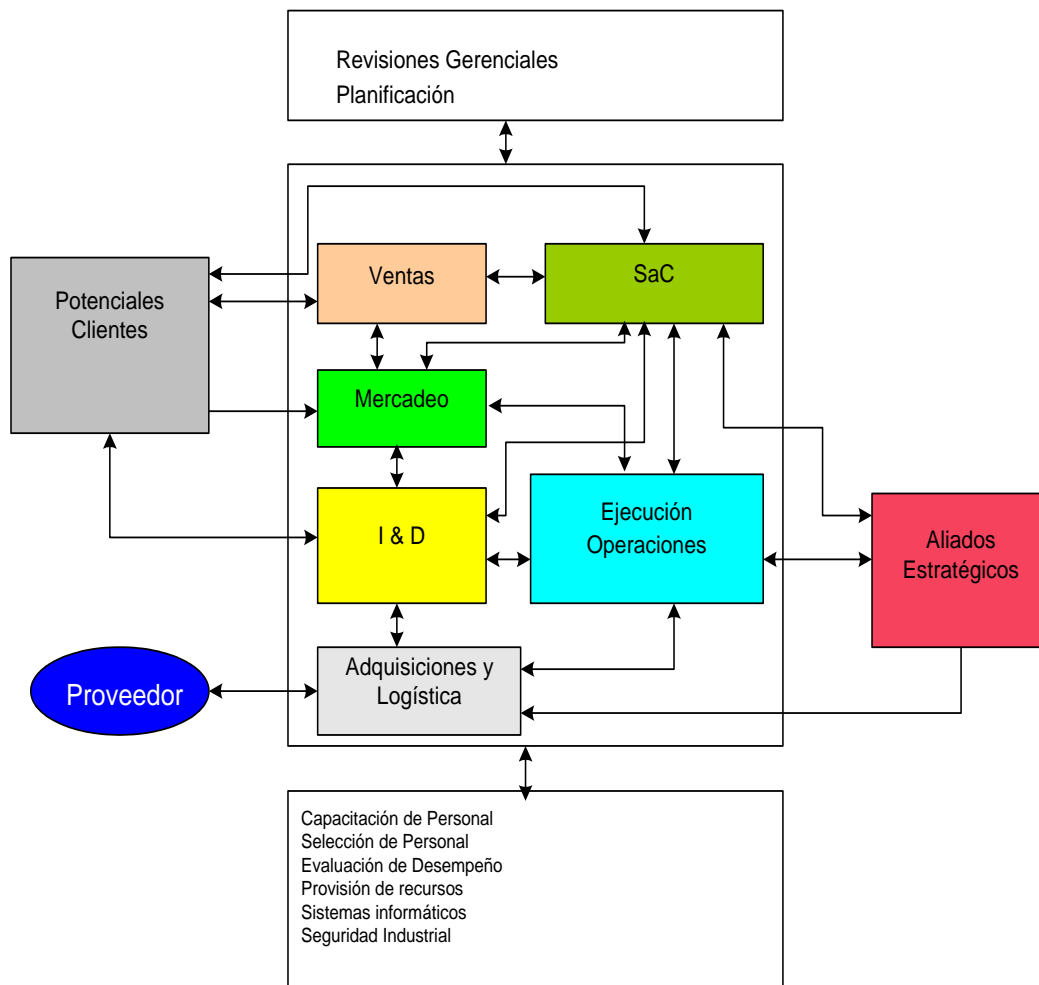 Revisiones Gerenciales
Planificación
Ventas
SaC
Potenciales
Clientes
Mercadeo
I & D
Ejecución
Operaciones
Aliados
Estratégicos
Adquisiciones y
Logística
Proveedor
Capacitación de Personal
Selección de Personal
Evaluación de Desempeño
Provisión de recursos
Sistemas informáticos
Seguridad Industrial